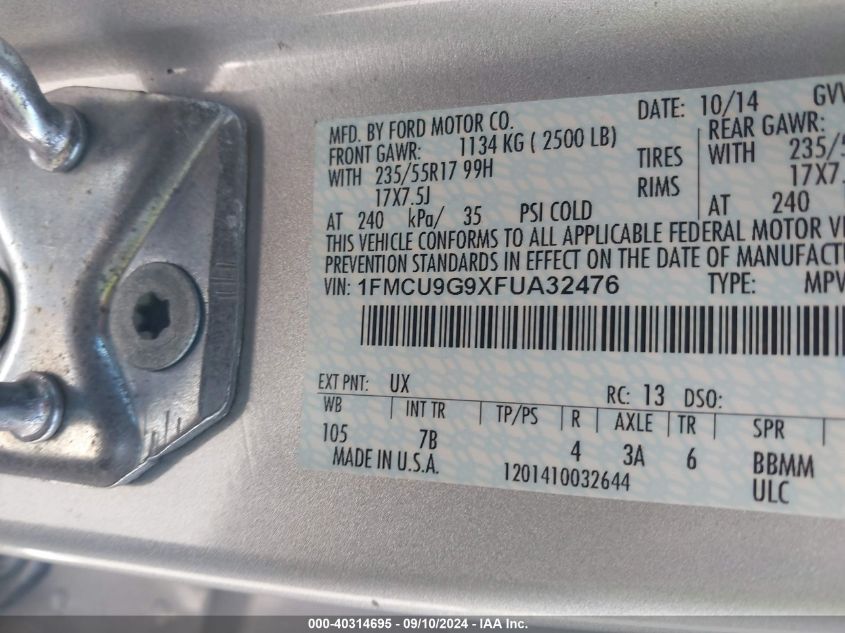 DATE: 10/14 GVW
MFD. BY FORD MOTOR CO.
FRONT GAWR: 1134 KG ( 2500 LB) REAR GAWR:
WITH 235/55R17 99H TIRES WITH 235/5
17X7.5J RIMS 17X7.
AT 240 kPa/ 35 PSI COLD AT 240
THIS VEHICLE CONFORMS TO ALL APPLICABLE FEDERAL MOTOR VE
PREVENTION STANDARDS IN EFFECT ON THE DATE OF MANUFACTU
VIN: 1FMCU9G9XFUA32476 TYPE: MPV
EXT PNT: UX RC: 13 DSO:
WB INT TR TP/PS R AXLE TR SPR
105 7B 4 3A 6 BBMM
MADE IN U.S.A. 1201410032644 ULC
000-40314695 - 09/10/2024 - IAA Inc.